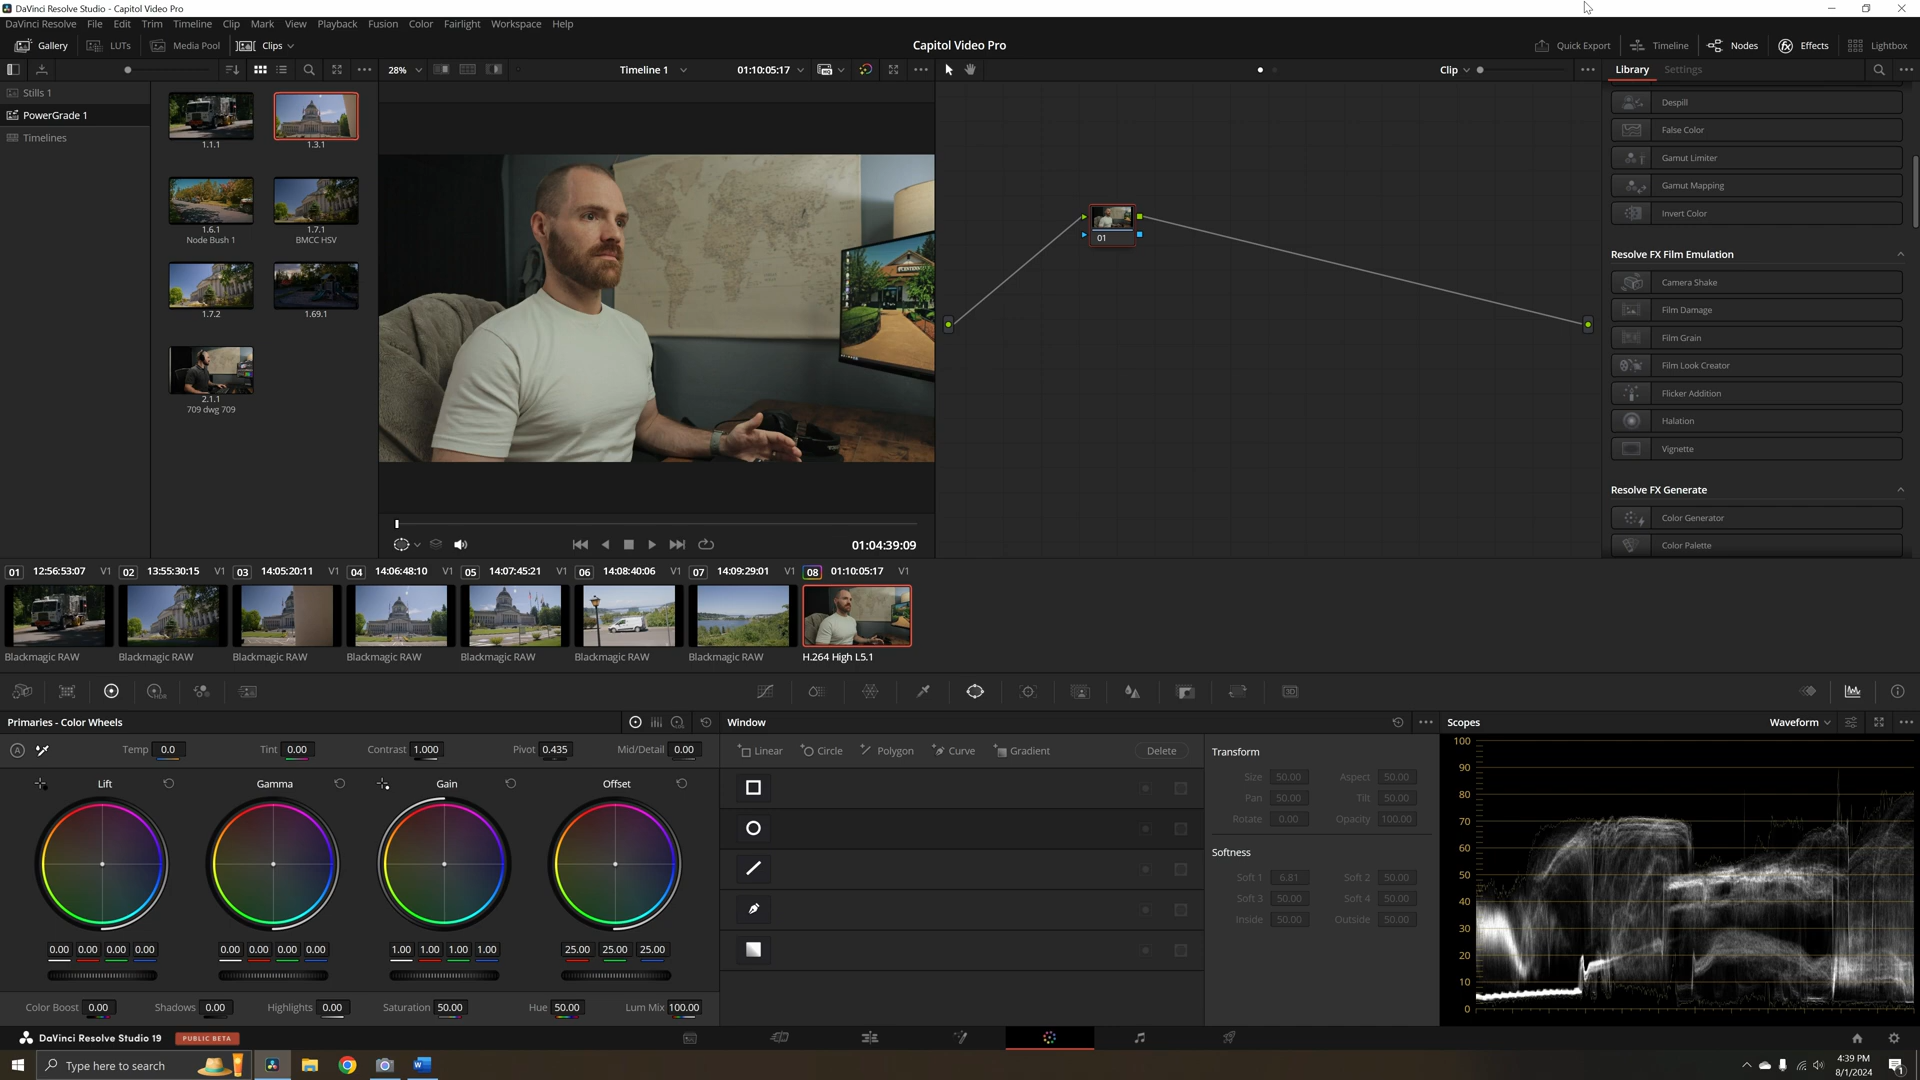 DaVinci Resolve Studio - Capitol Video Pro
DaVinci Resolve File Edit Trim Timeline Clip Mark View Playback Fusion Color Fairlight Workspace Help
Gallery LUTs Media Pool Clips Capitol Video Pro Quick Export Timeline Nodes Effects Lightbox
28% Timeline 1 01:10:05:17 Clip Library Settings
Stills 1
PowerGrade 1
Timelines
1.1.1 1.3.1
1.6.1 1.7.1
Node Bush 1 BMCC HSV
1.7.2 1.69.1
2.1.1
709 dwg 709
01:04:39:09
01
Despill
False Color
Gamut Limiter
Gamut Mapping
Invert Color
Resolve FX Film Emulation
Camera Shake
Film Damage
Film Grain
Film Look Creator
Flicker Addition
Halation
Vignette
Resolve FX Generate
Color Generator
Color Palette
01 12:56:53:07 V1 02 13:55:30:15 V1 03 14:05:20:11 V1 04 14:06:48:10 V1 05 14:07:45:21 V1 06 14:08:40:06 V1 07 14:09:29:01 V1 08 01:10:05:17 V1
Blackmagic RAW Blackmagic RAW Blackmagic RAW Blackmagic RAW Blackmagic RAW Blackmagic RAW Blackmagic RAW H.264 High L5.1
HDR 3D
Primaries - Color Wheels
A Temp 0.0 Tint 0.00 Contrast 1.000 Pivot 0.435 Mid/Detail 0.00
Lift Gamma Gain Offset
0.00 0.00 0.00 0.00 0.00 0.00 0.00 0.00 1.00 1.00 1.00 1.00 25.00 25.00 25.00
Color Boost 0.00 Shadows 0.00 Highlights 0.00 Saturation 50.00 Hue 50.00 Lum Mix 100.00
Window
Linear Circle Polygon Curve Gradient Delete
Transform
Size 50.00 Aspect 50.00
Pan 50.00 Tilt 50.00
Rotate 0.00 Opacity 100.00
Softness
Soft 1 6.81 Soft 2 50.00
Soft 3 50.00 Soft 4 50.00
Inside 50.00 Outside 50.00
Scopes Waveform
100
90
80
70
60
50
40
30
20
10
0
DaVinci Resolve Studio 19 PUBLIC BETA
Type here to search
4:39 PM
8/1/2024
1